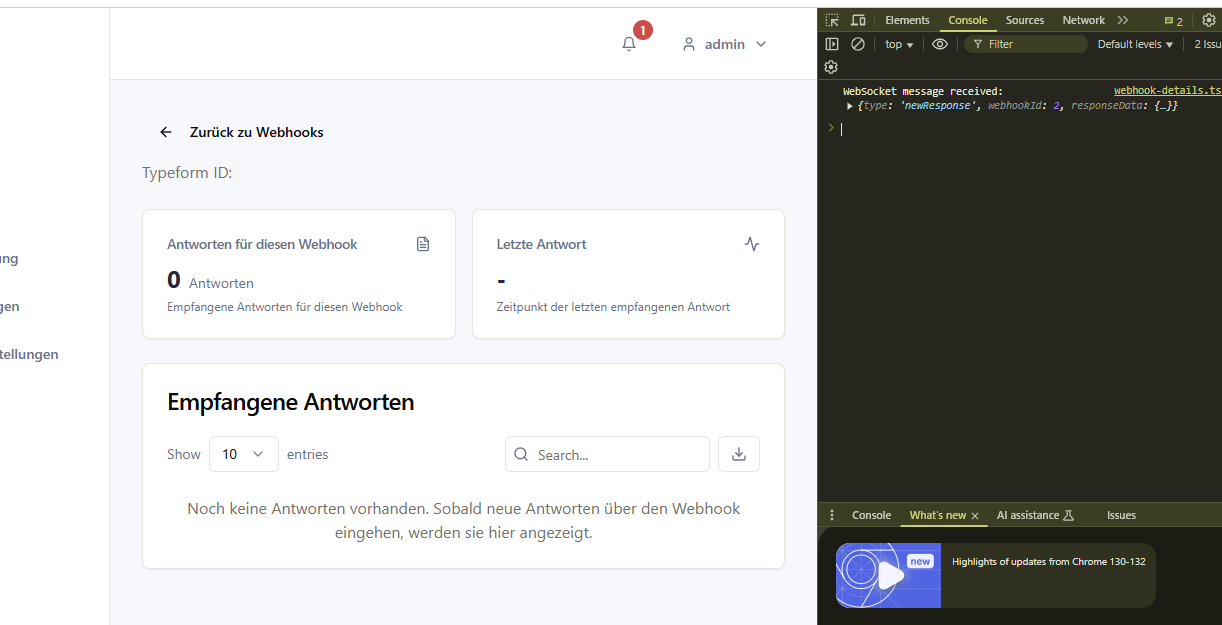 1
admin
Zurück zu Webhooks
Typeform ID:
Antworten für diesen Webhook
0 Antworten
Empfangene Antworten für diesen Webhook
Letzte Antwort
-
Zeitpunkt der letzten empfangenen Antwort
ung
gen
tellungen
Empfangene Antworten
Show 10 entries
Search...
Noch keine Antworten vorhanden. Sobald neue Antworten über den Webhook
eingehen, werden sie hier angezeigt.
Elements Console Sources Network 2
top Filter Default levels 2 Issu
WebSocket message received: webhook-details.ts
{type: 'newResponse', webhookId: 2, responseData: {…}}
Console What's new AI assistance Issues
new
Highlights of updates from Chrome 130-132